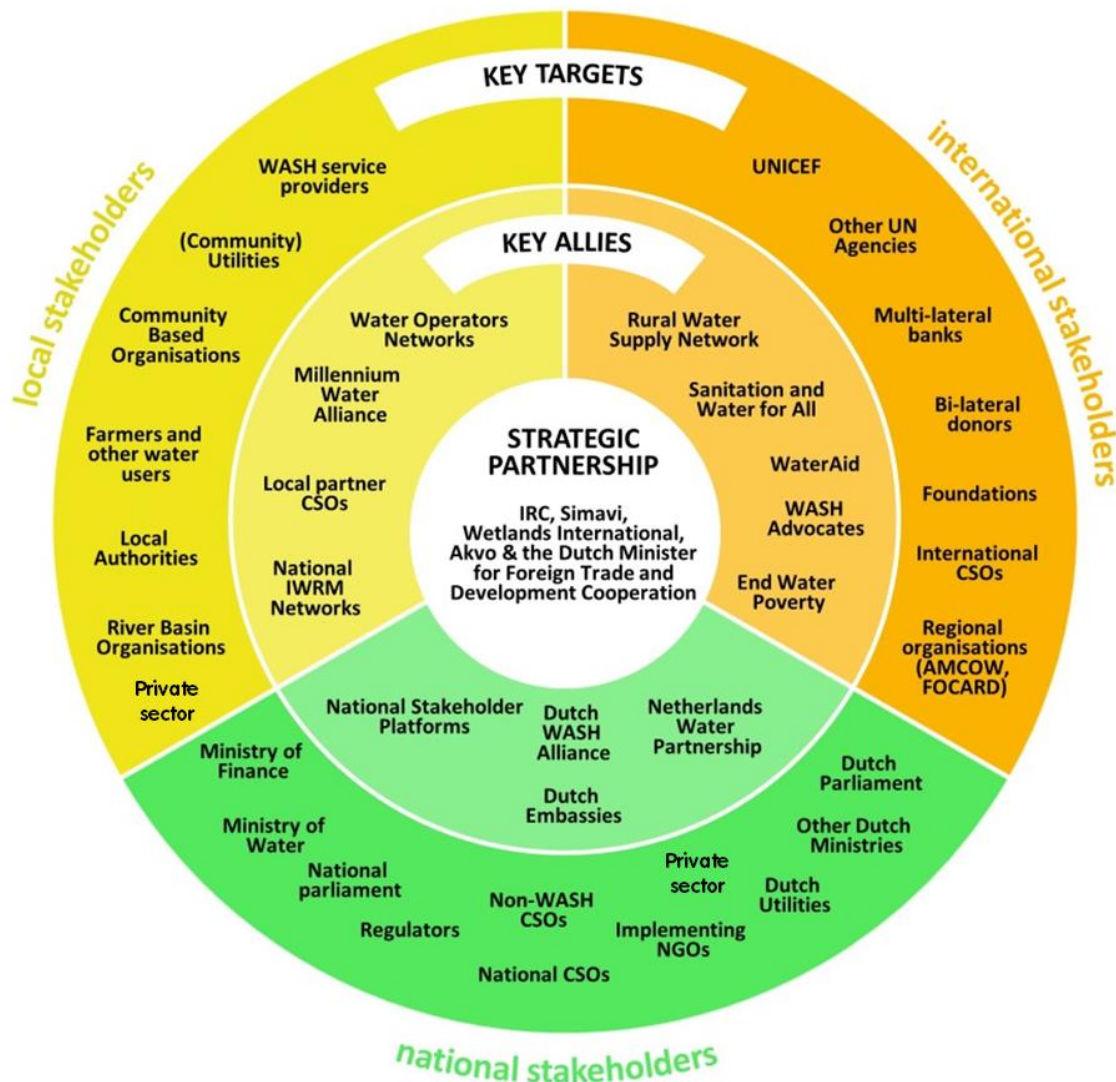 KEY TARGETS
local stakeholders
WASH service
providers
(Community)
Utilities
Community
Based
Organisations
Farmers and
other water
users
Local
Authorities
River Basin
Organisations
Private
sector
international stakeholders
UNICEF
Other UN
Agencies
Multi-lateral
banks
Bi-lateral
donors
Foundations
International
CSOs
Regional
organisations
(AMCOW,
FOCARD)
KEY ALLIES
Water Operators
Networks
Millennium
Water
Alliance
Local partner
CSOs
National
IWRM
Networks
Rural Water
Supply Network
Sanitation and
Water for All
WaterAid
WASH
Advocates
End Water
Poverty
STRATEGIC
PARTNERSHIP
IRC, Simavi,
Wetlands International,
Akvo & the Dutch Minister
for Foreign Trade and
Development Cooperation
National Stakeholder
Platforms
Dutch
WASH
Alliance
Netherlands
Water
Partnership
Dutch
Embassies
Ministry of
Finance
Ministry of
Water
National
parliament
Regulators
Non-WASH
CSOs
National CSOs
Implementing
NGOs
Private
sector
Dutch
Utilities
Other Dutch
Ministries
Dutch
Parliament
national stakeholders